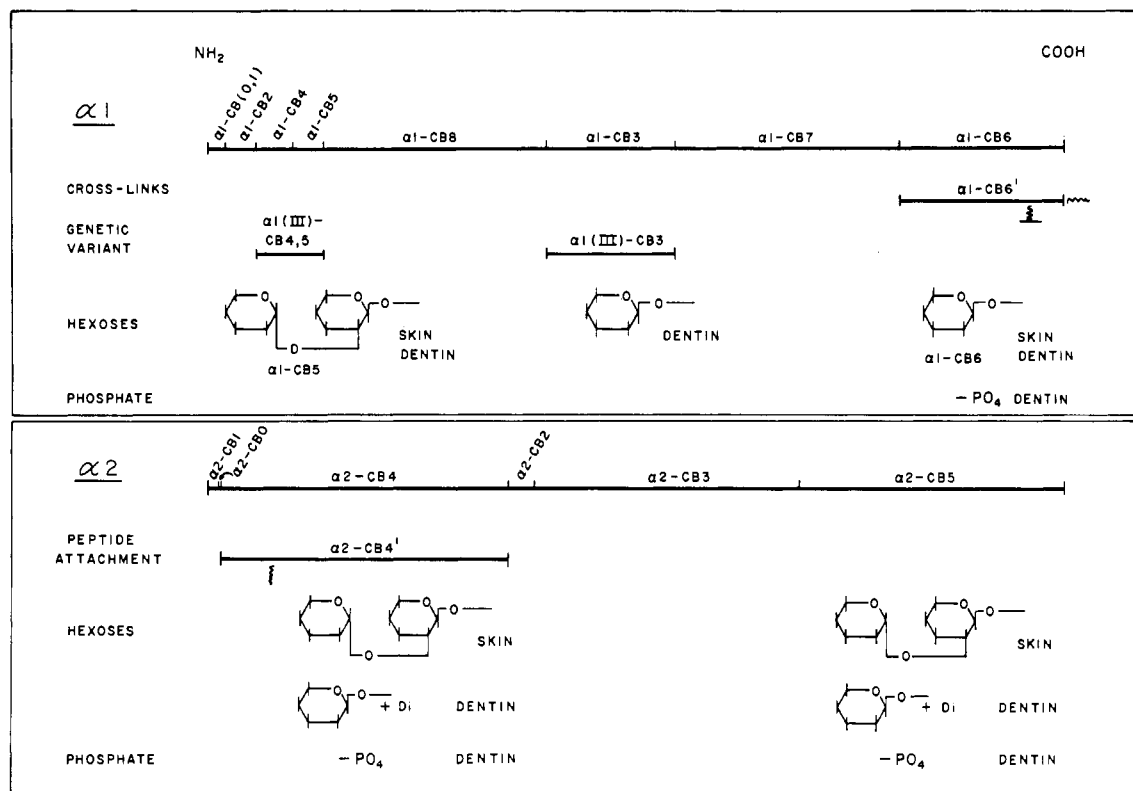 NH₂ COOH
α1
α1-CB(0,1) α1-CB2 α1-CB4 α1-CB5 α1-CB8 α1-CB3 α1-CB7 α1-CB6
CROSS-LINKS α1-CB6'
GENETIC VARIANT α1(III)-CB4,5 α1(III)-CB3
HEXOSES
O O O
O
α1-CB5
SKIN
DENTIN
O O
DENTIN
O O
α1-CB6
SKIN
DENTIN
PHOSPHATE –PO₄ DENTIN
α2
α2-CB1 α2-CB0 α2-CB4 α2-CB2 α2-CB3 α2-CB5
PEPTIDE ATTACHMENT α2-CB4'
HEXOSES
O O O
O
SKIN
O O O
O
SKIN
O O + Di DENTIN O O + Di DENTIN
PHOSPHATE –PO₄ DENTIN –PO₄ DENTIN